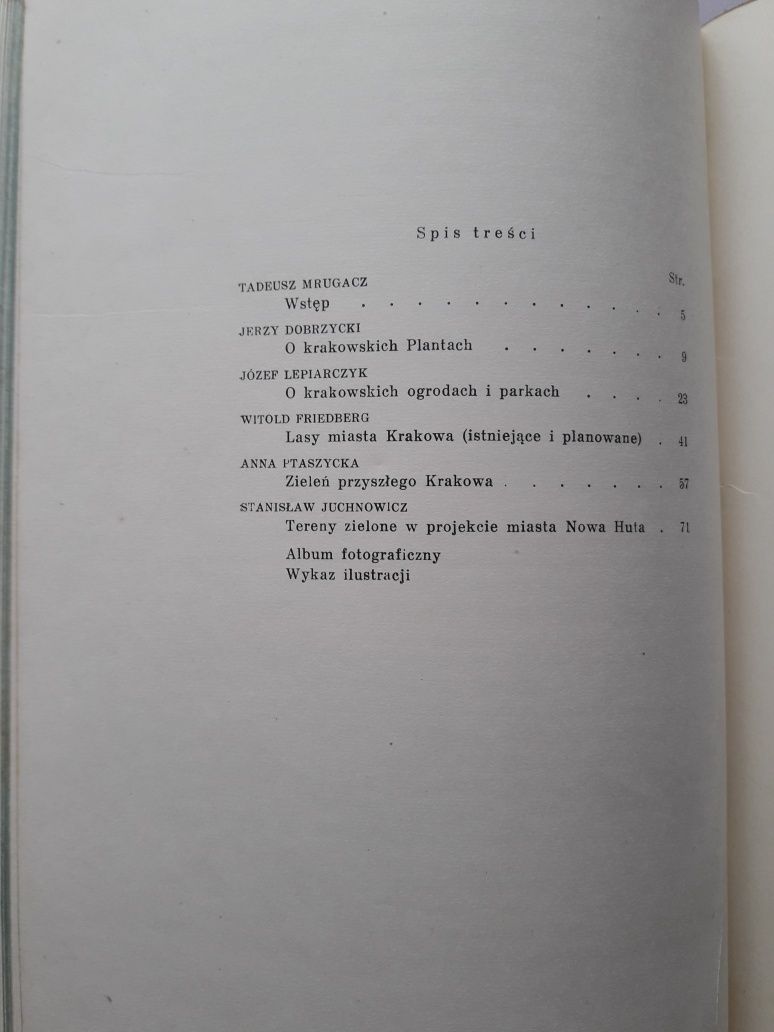 Spis treści
Str.
TADEUSZ MRUGACZ
Wstęp . . . . . . . . . . . . 5
JERZY DOBRZYCKI
O krakowskich Plantach . . . . . . . 9
JÓZEF LEPIARCZYK
O krakowskich ogrodach i parkach . . . . 23
WITOLD FRIEDBERG
Lasy miasta Krakowa (istniejące i planowane) . 41
ANNA PTASZYCKA
Zieleń przyszłego Krakowa . . . . . . . 57
STANISŁAW JUCHNOWICZ
Tereny zielone w projekcie miasta Nowa Huta . 71
Album fotograficzny
Wykaz ilustracji